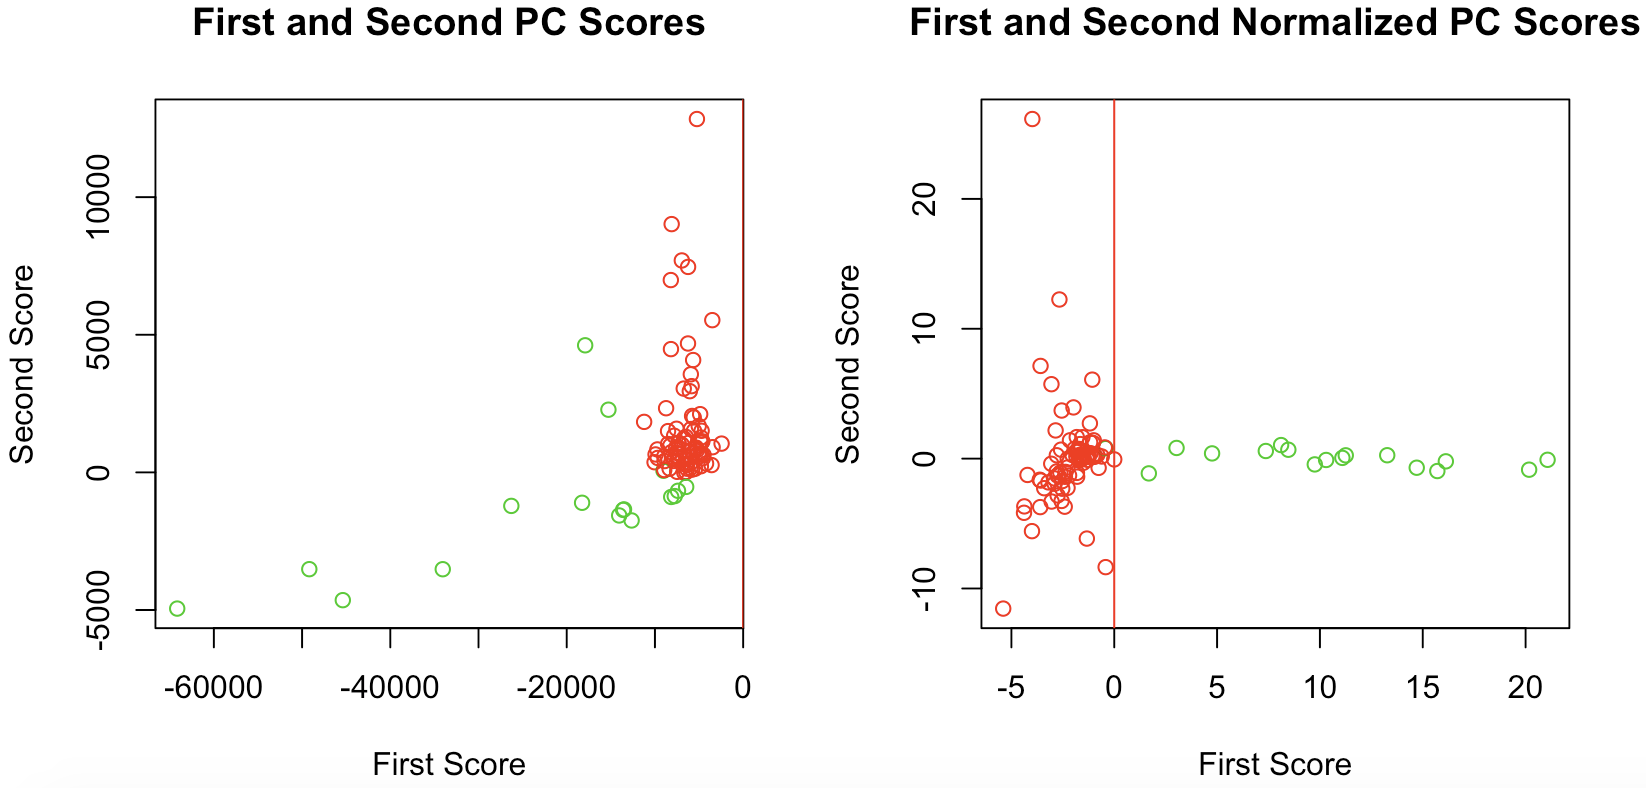 First and Second PC Scores
Second Score
10000
5000
0
-5000
-60000 -40000 -20000 0
First Score
First and Second Normalized PC Scores
Second Score
20
10
0
-10
-5 0 5 10 15 20
First Score